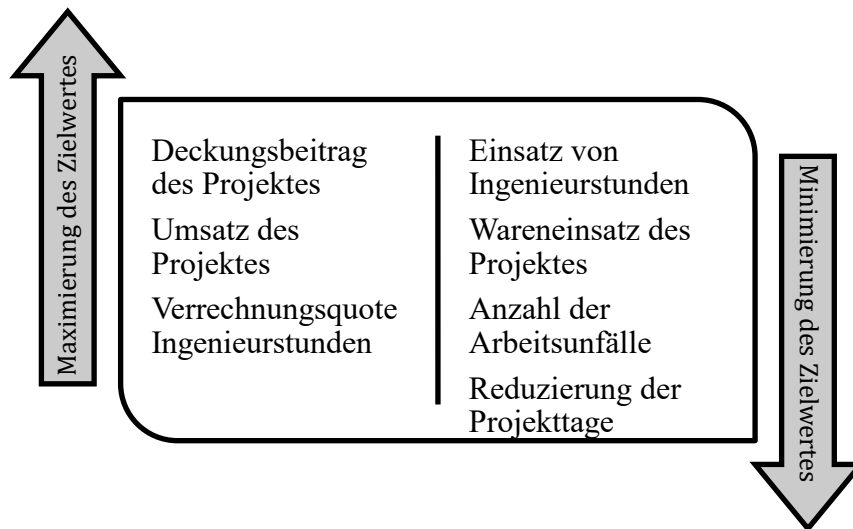 Maximierung des Zielwertes
Deckungsbeitrag
des Projektes
Umsatz des
Projektes
Verrechnungsquote
Ingenieurstunden
Einsatz von
Ingenieurstunden
Wareneinsatz des
Projektes
Anzahl der
Arbeitsunfälle
Reduzierung der
Projekttage
Minimierung des Zielwertes